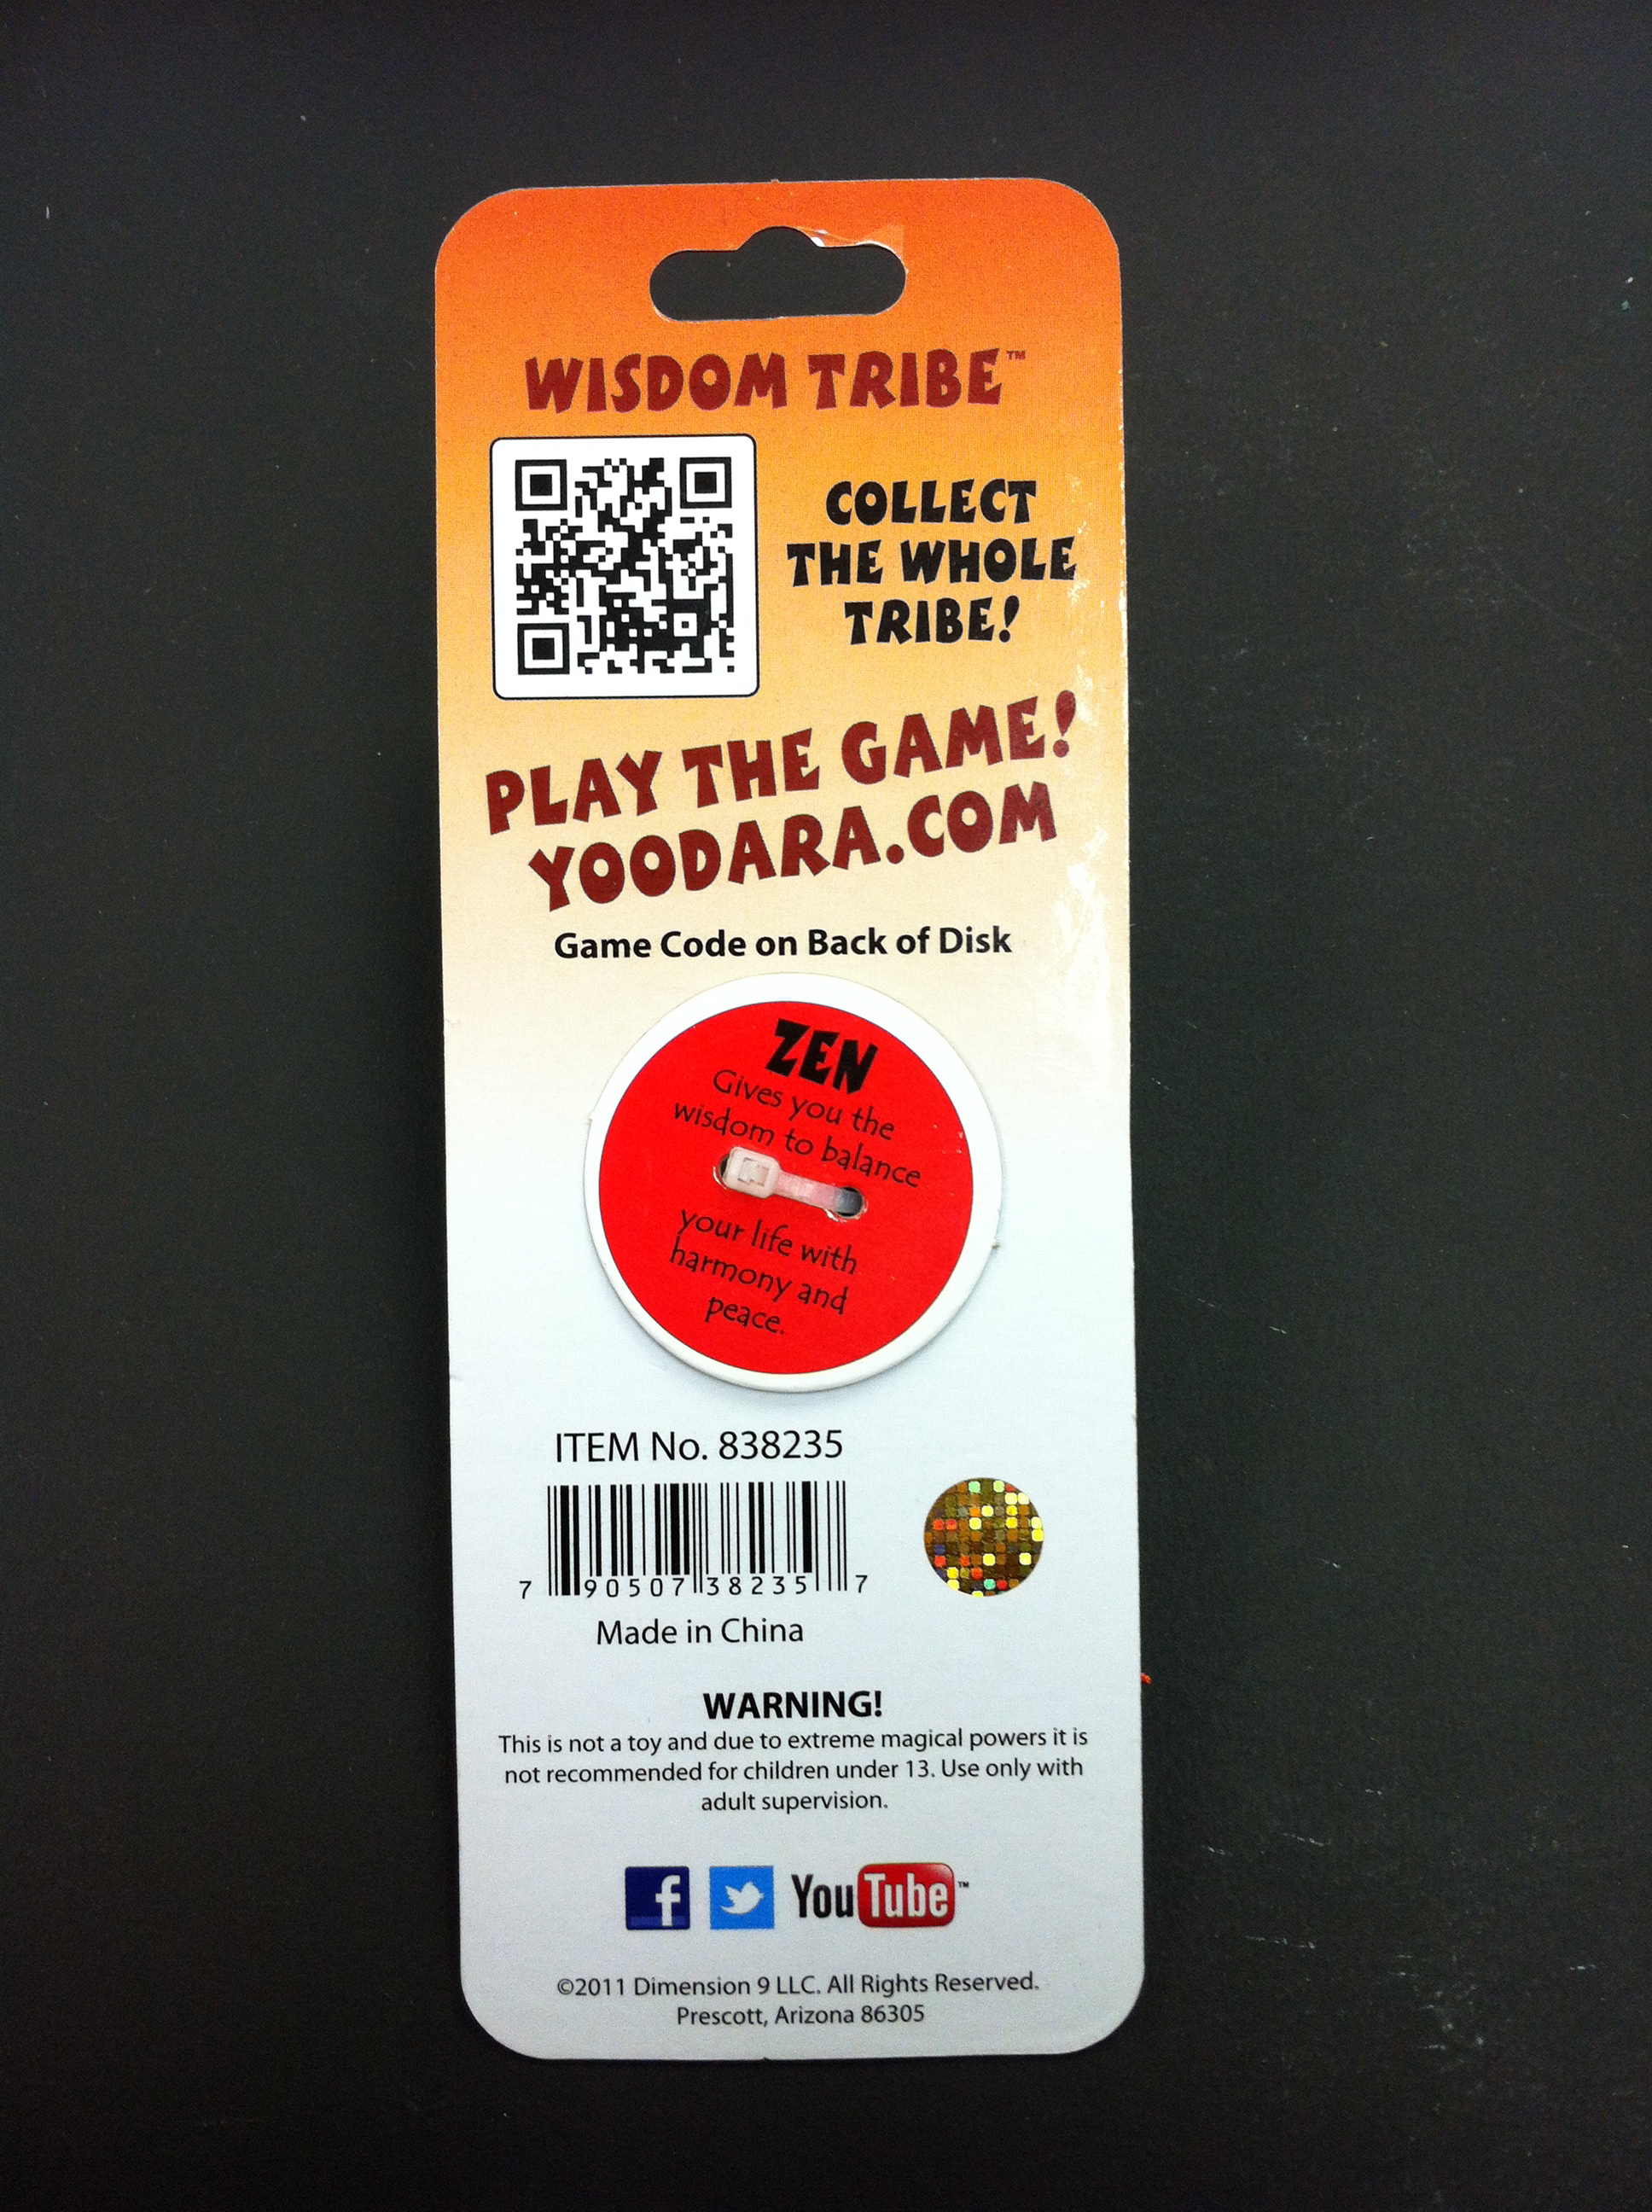 WISDOM TRIBE™
COLLECT
THE WHOLE
TRIBE!
PLAY THE GAME!
YOODARA.COM
Game Code on Back of Disk
ZEN
Gives you the
wisdom to balance
your life with
harmony and
peace.
ITEM No. 838235
7 90507 38235 7
Made in China
WARNING!
This is not a toy and due to extreme magical powers it is
not recommended for children under 13. Use only with
adult supervision.
f YouTube™
©2011 Dimension 9 LLC. All Rights Reserved.
Prescott, Arizona 86305